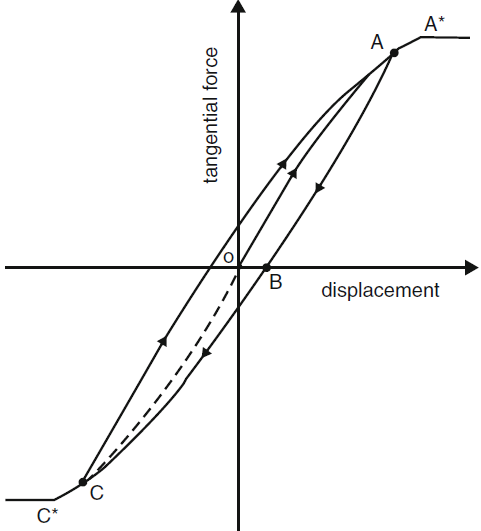 A*
A
tangential force
o
B
displacement
C
C*